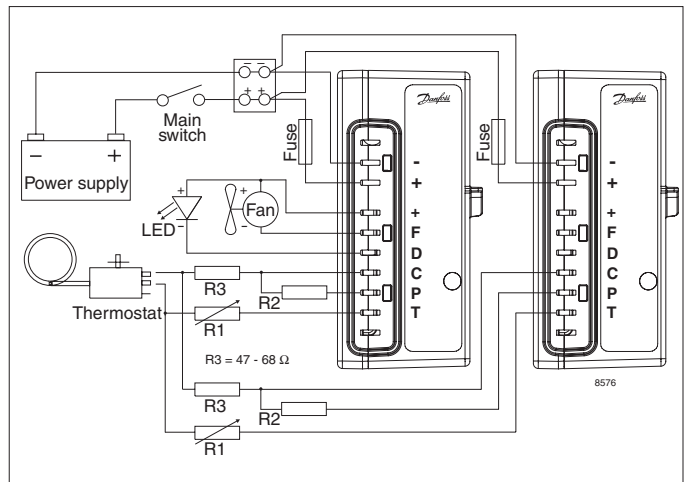 − −
+ +
Main
switch
− +
Power supply
Fuse
Fuse
Danfoss
Danfoss
-
+
+
F
D
C
P
T
-
+
+
F
D
C
P
T
+
−
LED
+
−
Fan
Thermostat
R3
R2
R1
R3 = 47 - 68 Ω
R3
R2
R1
8576